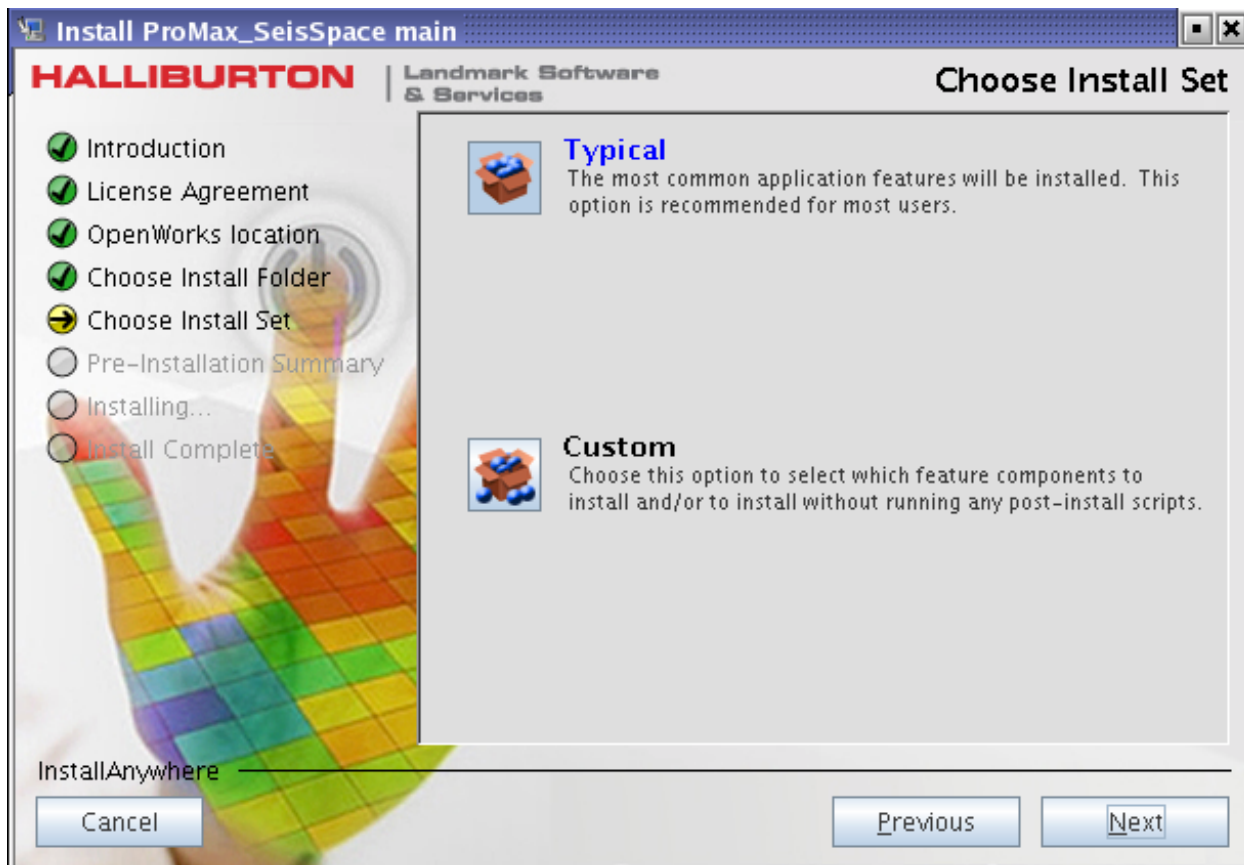 Install ProMax_SeisSpace main
HALLIBURTON
Landmark Software
& Services
Choose Install Set
Introduction
License Agreement
OpenWorks location
Choose Install Folder
Choose Install Set
Pre-Installation Summary
Installing...
Install Complete
Typical
The most common application features will be installed. This
option is recommended for most users.
Custom
Choose this option to select which feature components to
install and/or to install without running any post-install scripts.
InstallAnywhere
Cancel
Previous
Next